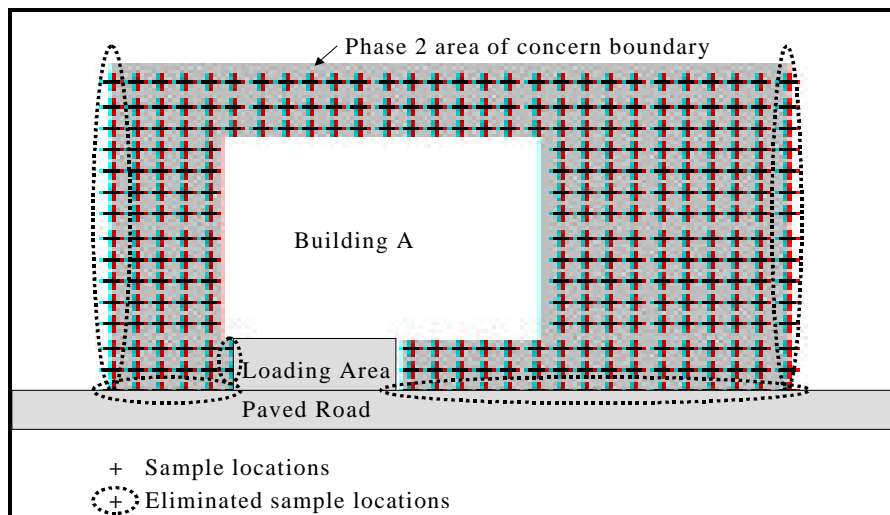 Phase 2 area of concern boundary
Building A
Loading Area
Paved Road
+ Sample locations
+ Eliminated sample locations